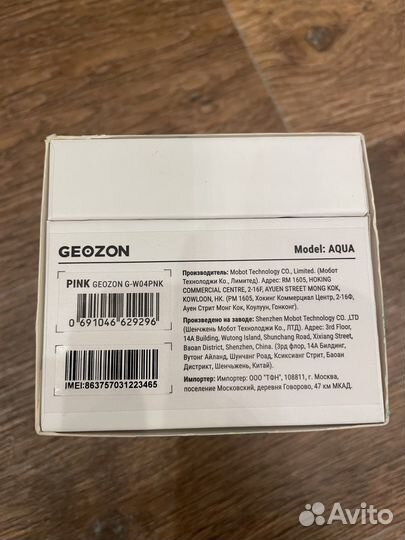 GEOZON
Model: AQUA
PINK GEOZON G-W04PNK
0 691046 629296
IMEI:863757031223465
Производитель: Mobot Technology CO., Limited. (Мобот
Технолоджи Ко., Лимитед). Адрес: RM 1605, HOKING
COMMERCIAL CENTRE, 2-16F, AYUEN STREET MONG KOK,
KOWLOON, HK. (РМ 1605, Хокинг Коммерциал Центр, 2-16Ф,
Ауен Стрит Монг Кок, Коулун, Гонконг).
Произведено на заводе: Shenzhen Mobot Technology CO. ,LTD
(Шенчжень Мобот Технолоджи Ко., ЛТД). Адрес: 3rd Floor,
14A Building, Wutong Island, Shunchang Road, Xixiang Street,
Baoan District, Shenzhen, China. (3рд флор, 14А Билдинг,
Вутонг Айланд, Шунчанг Роад, Ксиксианг Стрит, Баоан
Дистрикт, Шенчжень, Китай).
Импортер: Импортер: ООО "ТФН", 108811, г. Москва,
поселение Московский, деревня Говорово, 47 км МКАД.
Avito